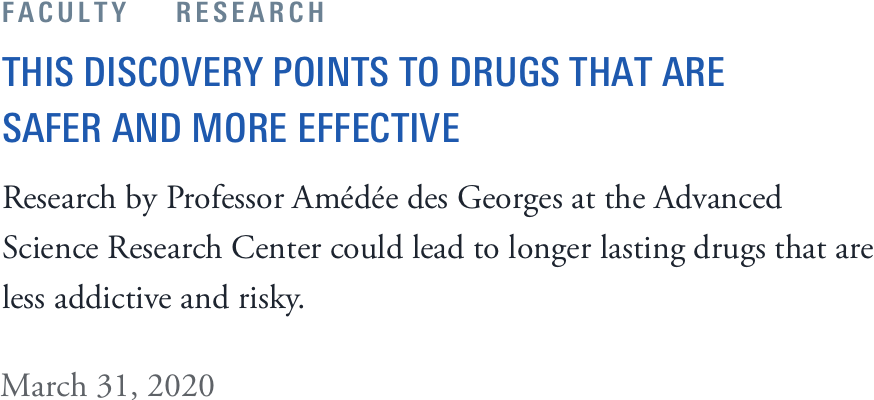 FACULTY RESEARCH
THIS DISCOVERY POINTS TO DRUGS THAT ARE
SAFER AND MORE EFFECTIVE
Research by Professor Amédée des Georges at the Advanced
Science Research Center could lead to longer lasting drugs that are
less addictive and risky.
March 31, 2020